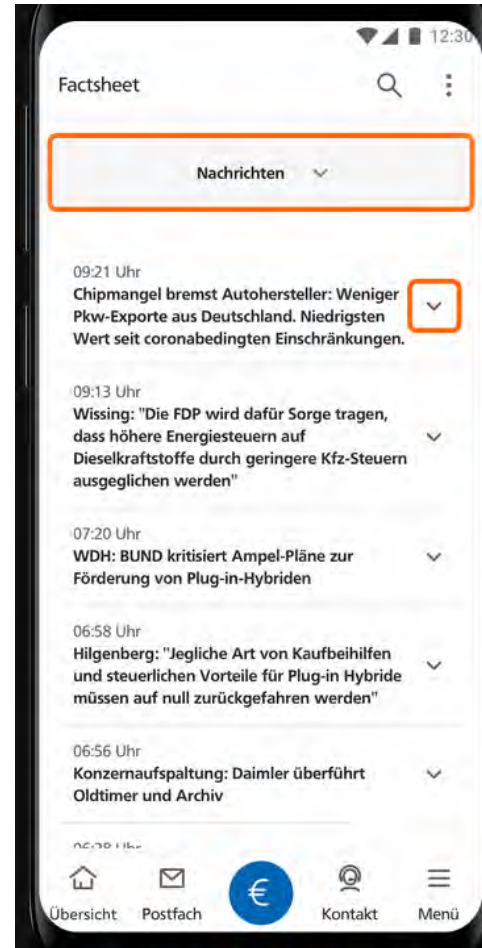 12:30
Factsheet
Nachrichten
09:21 Uhr
Chipmangel bremst Autohersteller: Weniger
Pkw-Exporte aus Deutschland. Niedrigsten
Wert seit coronabedingten Einschränkungen.
09:13 Uhr
Wissing: "Die FDP wird dafür Sorge tragen,
dass höhere Energiesteuern auf
Dieselkraftstoffe durch geringere Kfz-Steuern
ausgeglichen werden"
07:20 Uhr
WDH: BUND kritisiert Ampel-Pläne zur
Förderung von Plug-in-Hybriden
06:58 Uhr
Hilgenberg: "Jegliche Art von Kaufbeihilfen
und steuerlichen Vorteile für Plug-in Hybride
müssen auf null zurückgefahren werden"
06:56 Uhr
Konzernaufspaltung: Daimler überführt
Oldtimer und Archiv
€
Übersicht Postfach Kontakt Menü